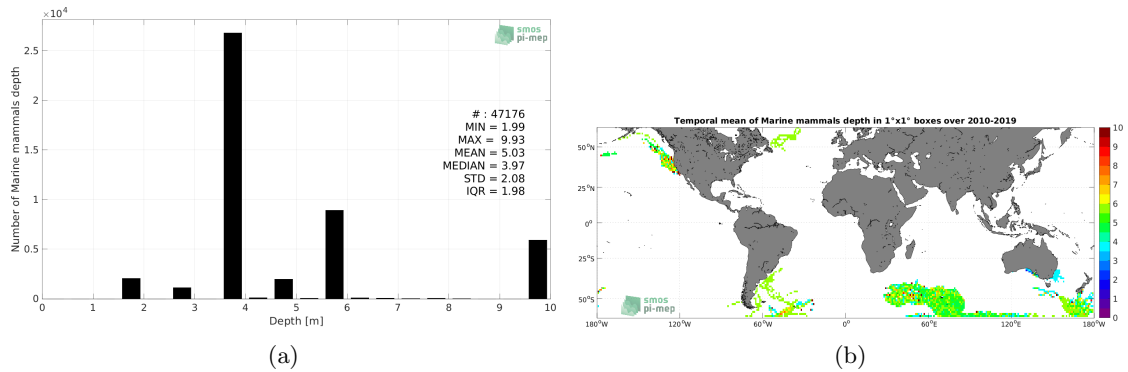 ×10⁴
smos
pi-mep
2.5
2
1.5
1
0.5
0
Number of Marine mammals depth
# : 47176
MIN = 1.99
MAX = 9.93
MEAN = 5.03
MEDIAN = 3.97
STD = 2.08
IQR = 1.98
0 1 2 3 4 5 6 7 8 9 10
Depth [m]
(a)
Temporal mean of Marine mammals depth in 1°x1° boxes over 2010-2019
50°N
25°N
0°
25°S
50°S
180°W 120°W 60°W 0° 60°E 120°E 180°W
smos
pi-mep
10
9
8
7
6
5
4
3
2
1
0
(b)